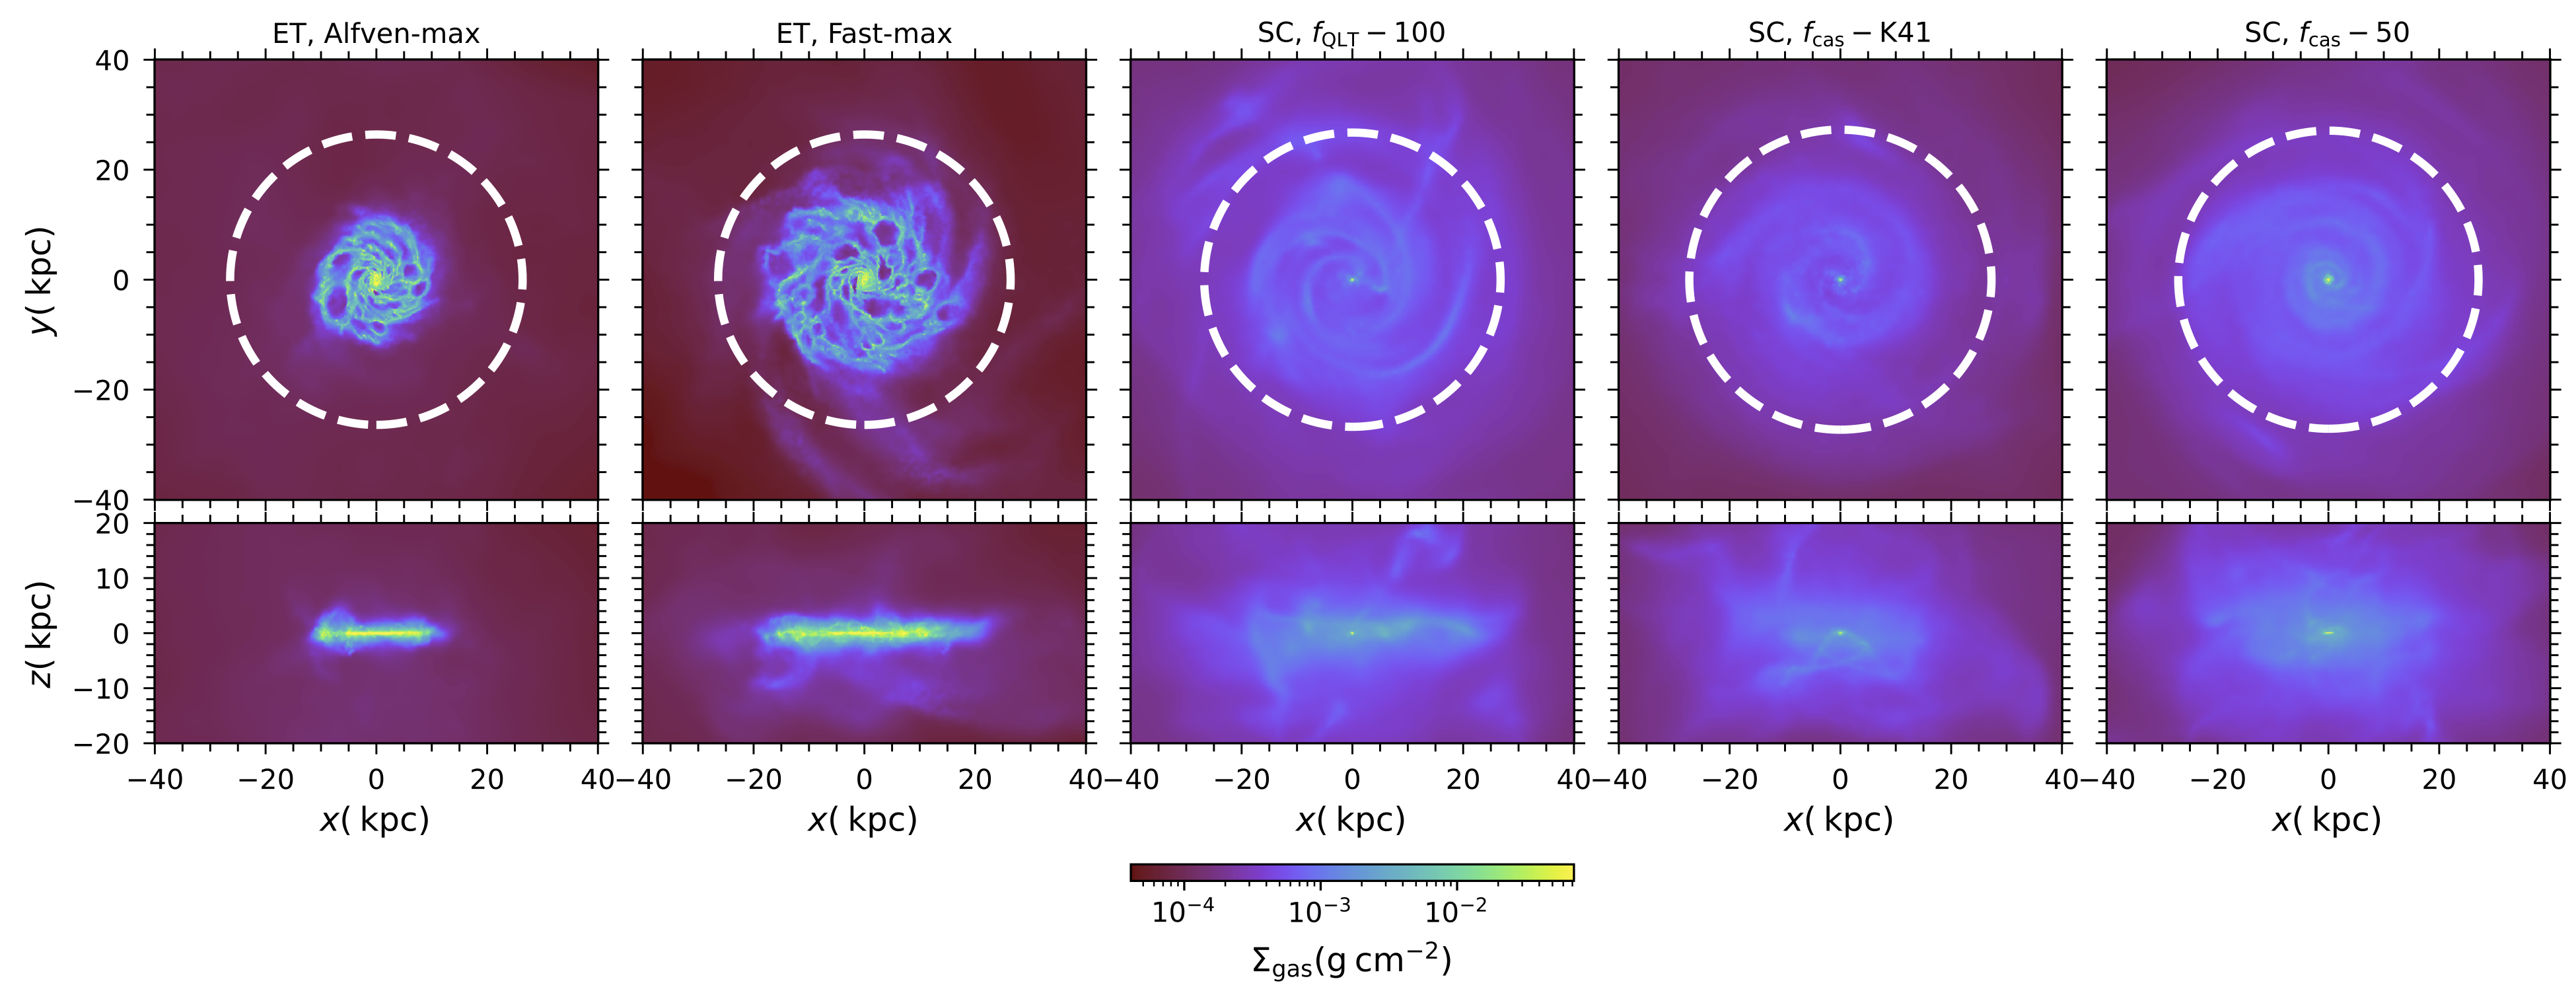 ET, Alfven-max ET, Fast-max SC, f_QLT − 100 SC, f_cas − K41 SC, f_cas − 50
40
20
0
−20
−40
y( kpc)
20
10
0
−10
−20
z( kpc)
−40 −20 0 20 40 −40 −20 0 20 40 −40 −20 0 20 40 −40 −20 0 20 40 −40 −20 0 20 40
x( kpc) x( kpc) x( kpc) x( kpc) x( kpc)
10⁻⁴ 10⁻³ 10⁻²
Σ_gas(g cm⁻²)